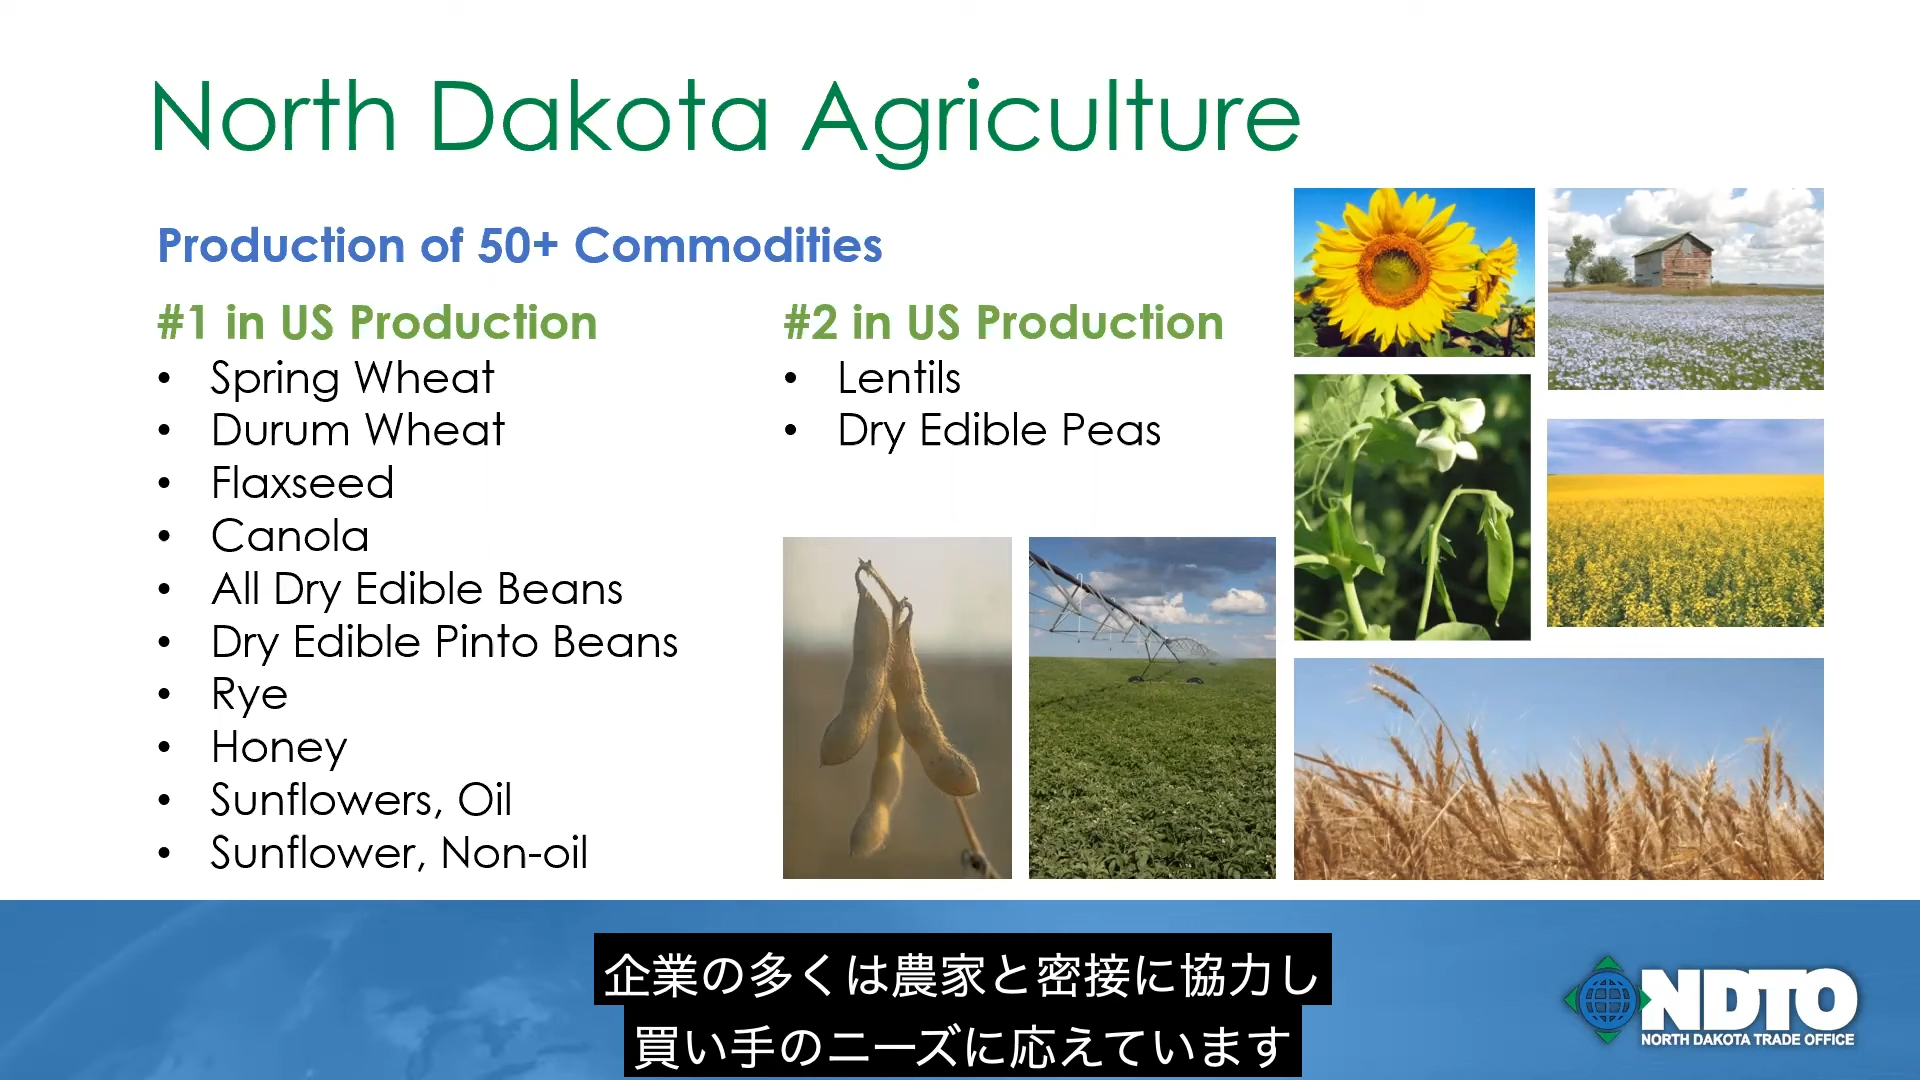 North Dakota Agriculture
Production of 50+ Commodities
#1 in US Production
• Spring Wheat
• Durum Wheat
• Flaxseed
• Canola
• All Dry Edible Beans
• Dry Edible Pinto Beans
• Rye
• Honey
• Sunflowers, Oil
• Sunflower, Non-oil
#2 in US Production
• Lentils
• Dry Edible Peas
企業の多くは農家と密接に協力し
買い手のニーズに応えています
NDTO
NORTH DAKOTA TRADE OFFICE